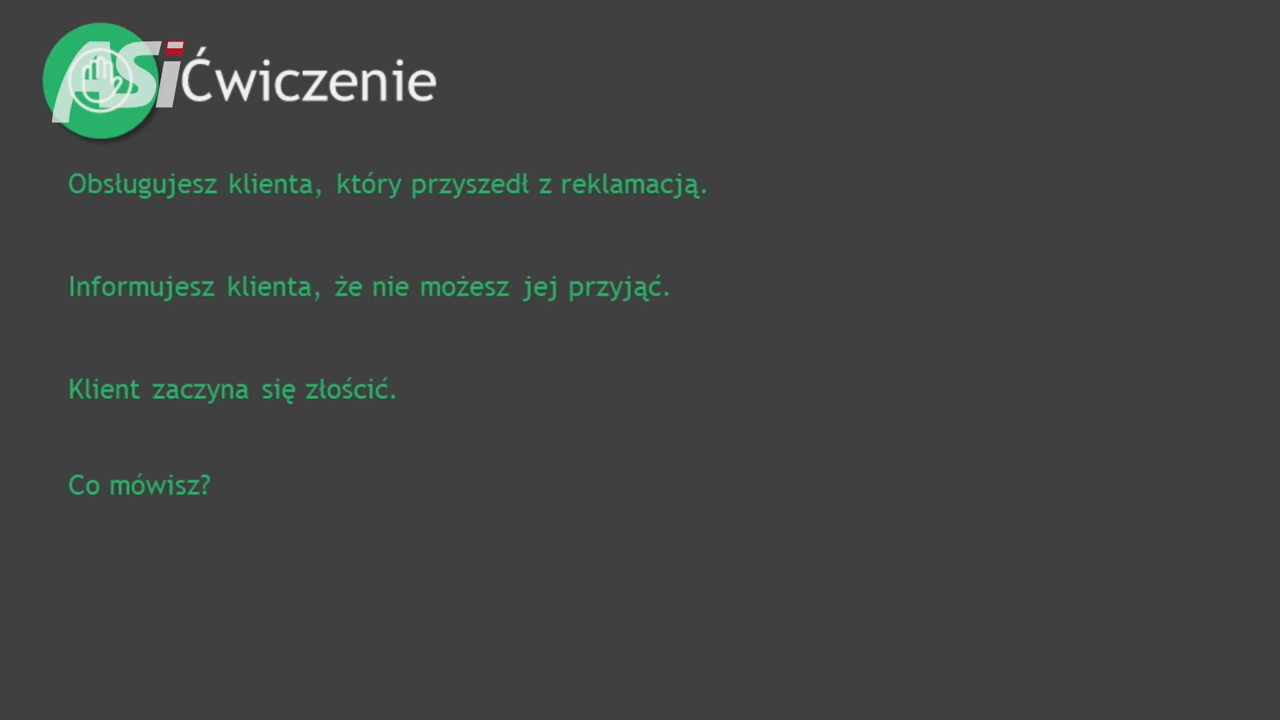 ASi
Ćwiczenie
Obsługujesz klienta, który przyszedł z reklamacją.
Informujesz klienta, że nie możesz jej przyjąć.
Klient zaczyna się złościć.
Co mówisz?